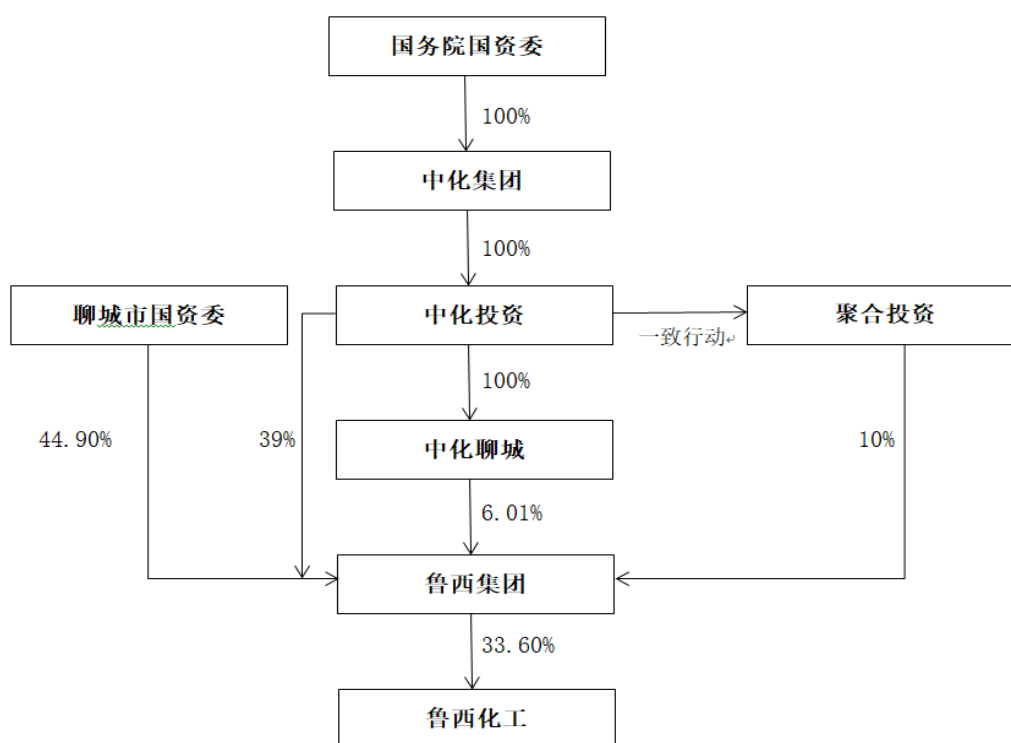 国务院国资委
100%
中化集团
100%
聊城市国资委
中化投资
聚合投资
一致行动
100%
44.90%
39%
10%
中化聊城
6.01%
鲁西集团
33.60%
鲁西化工